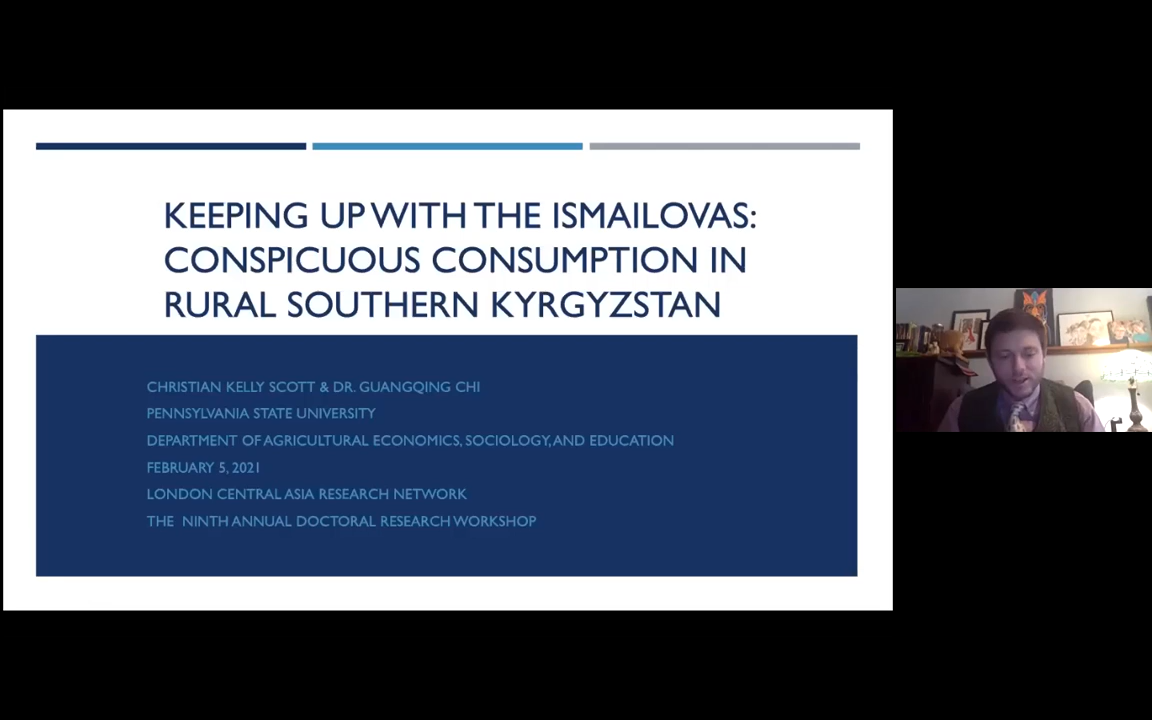 KEEPING UP WITH THE ISMAILOVAS:
CONSPICUOUS CONSUMPTION IN
RURAL SOUTHERN KYRGYZSTAN
CHRISTIAN KELLY SCOTT & DR. GUANGQING CHI
PENNSYLVANIA STATE UNIVERSITY
DEPARTMENT OF AGRICULTURAL ECONOMICS, SOCIOLOGY, AND EDUCATION
FEBRUARY 5, 2021
LONDON CENTRAL ASIA RESEARCH NETWORK
THE NINTH ANNUAL DOCTORAL RESEARCH WORKSHOP